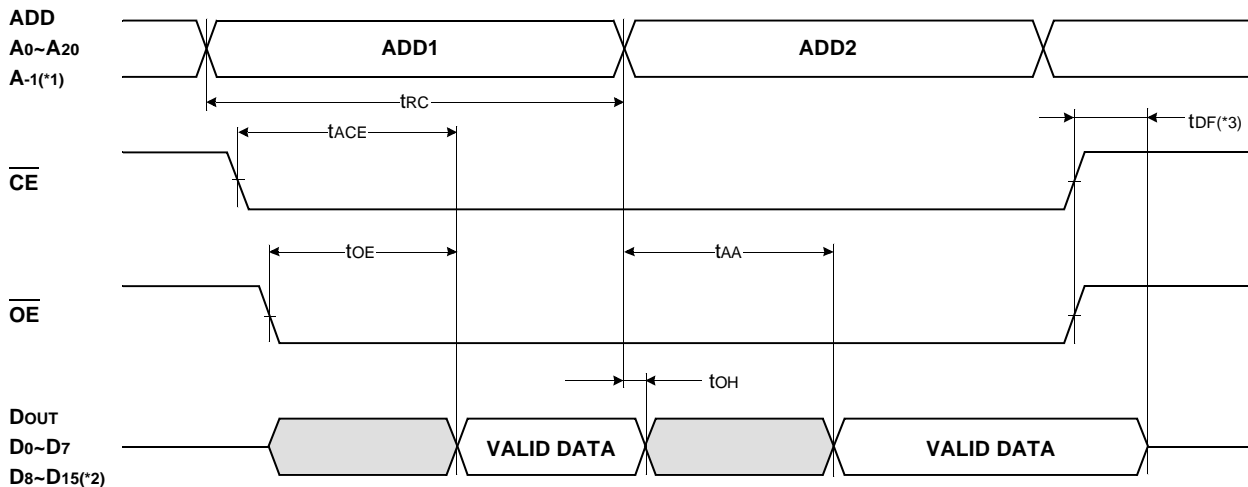 ADD
A0~A20
A-1(*1)
ADD1
ADD2
tRC
tACE
tDF(*3)
CE
tOE
tAA
OE
tOH
DOUT
D0~D7
D8~D15(*2)
VALID DATA
VALID DATA